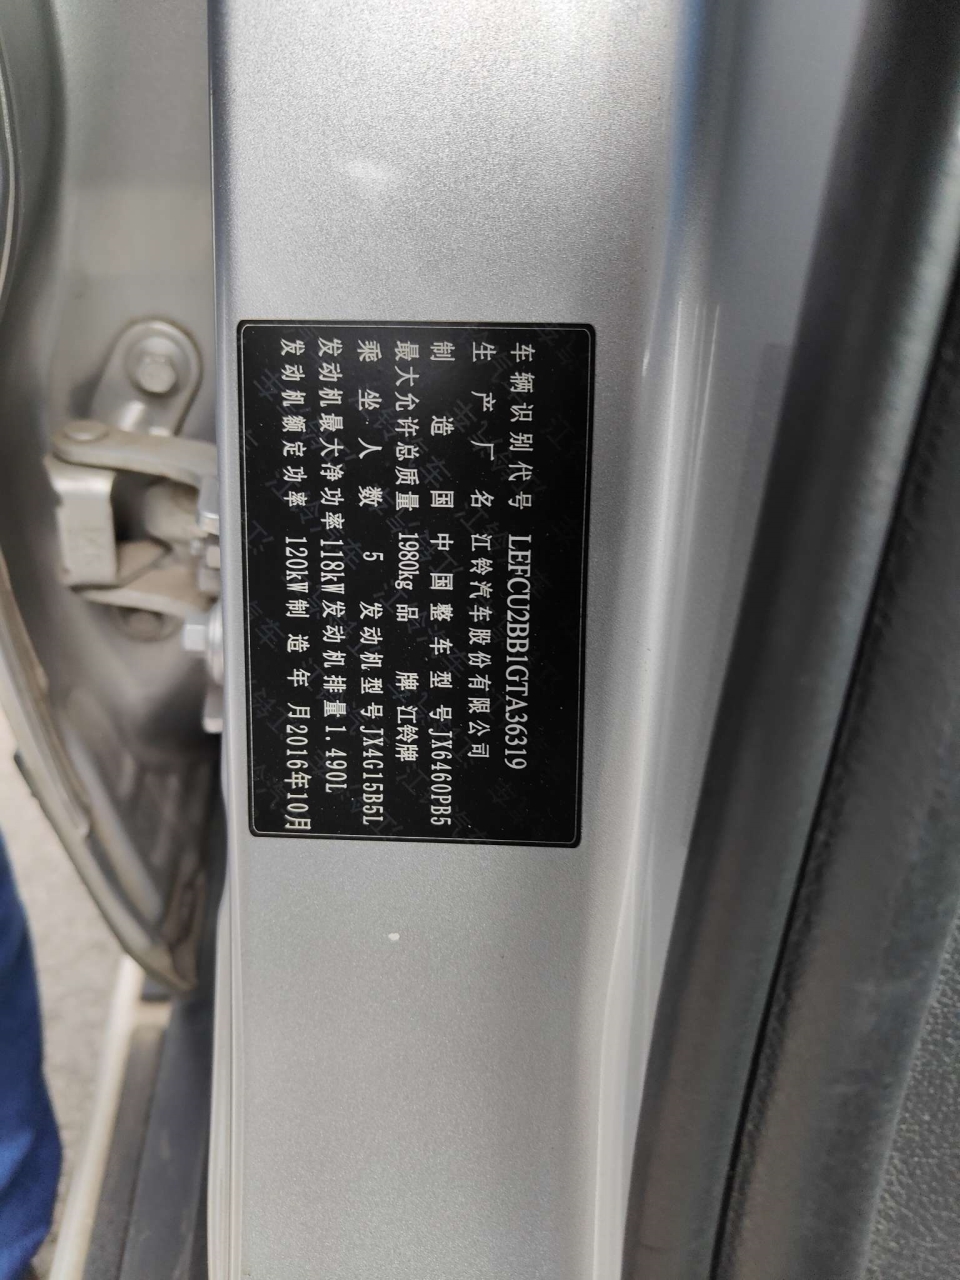 车辆识别代号 LEFCU2BB1GTA36319
生产厂名 江铃汽车股份有限公司
制造国 中国 整车型号 JX6460PB5
最大允许总质量 1980kg 品牌 江铃牌
乘坐人数 5 发动机型号 JX4G15B5L
发动机最大净功率 118kW 发动机排量 1.490L
发动机额定功率 120kW 制造年月 2016年10月